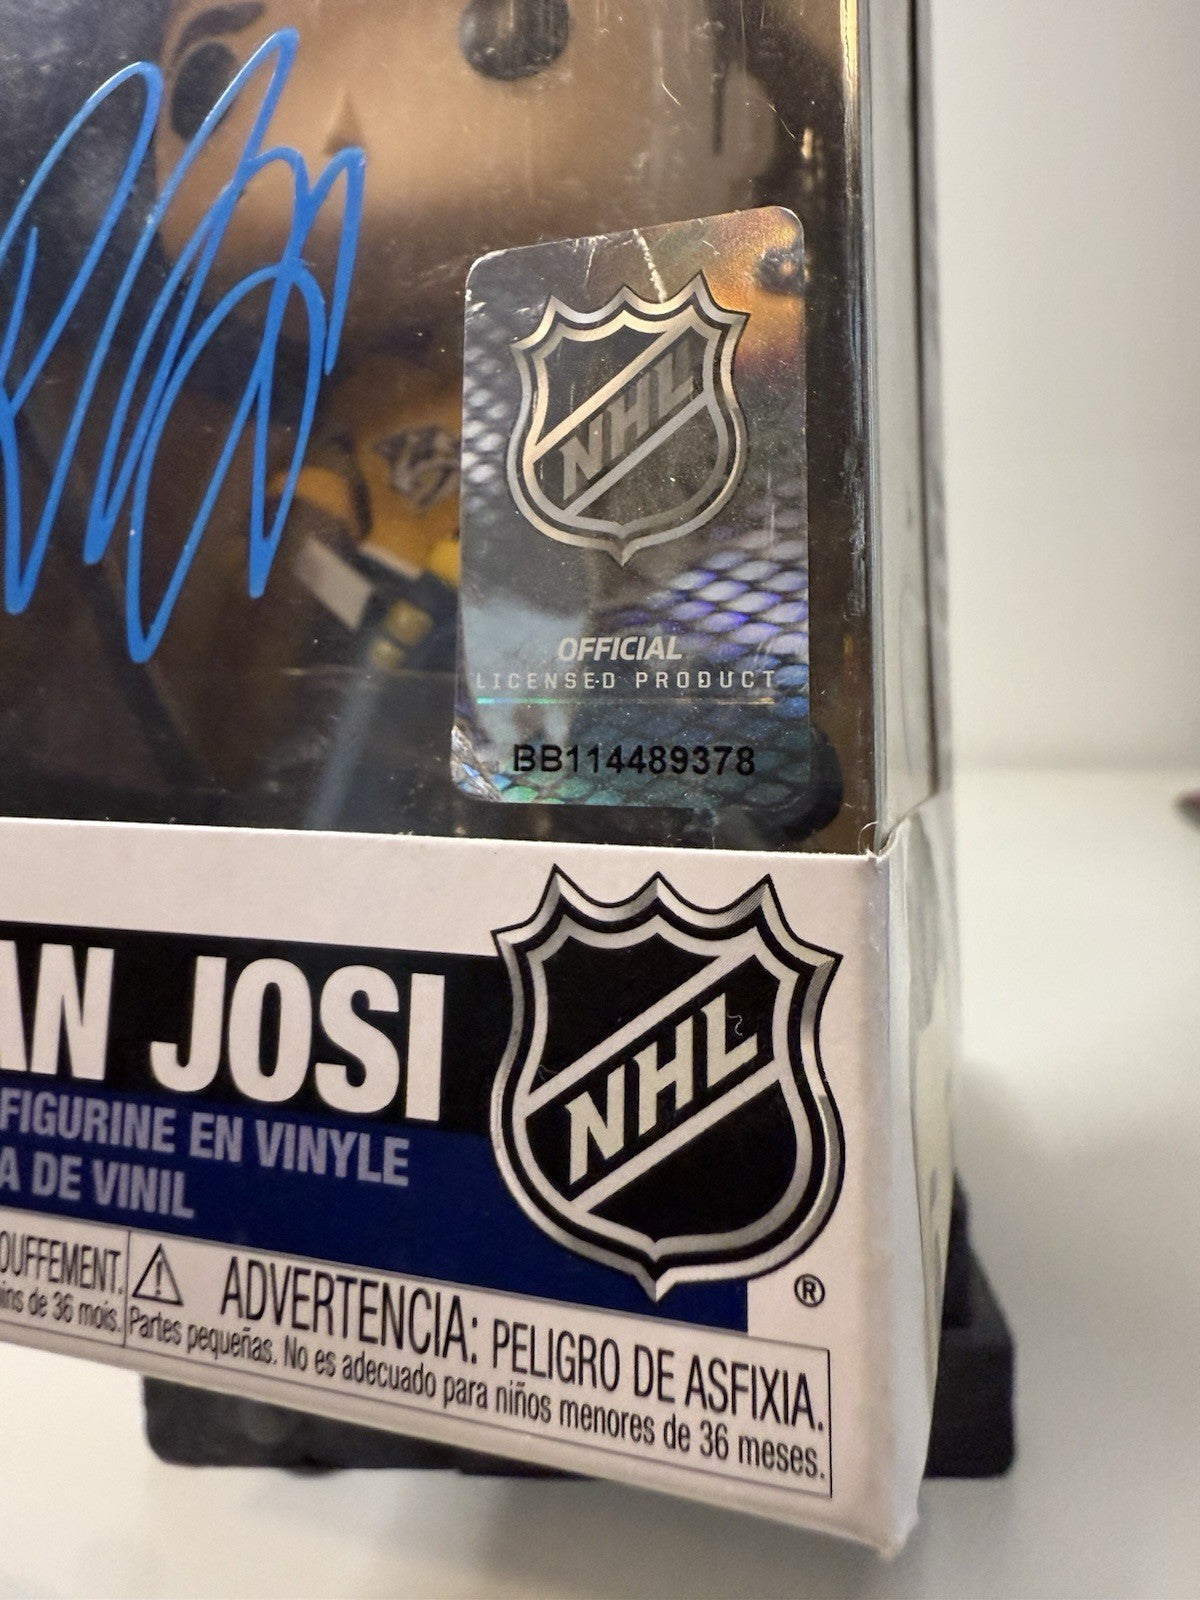 NHL
OFFICIAL
LICENSED PRODUCT
BB114489378
AN JOSI
NHL
FIGURINE EN VINYLE
A DE VINIL
®
OUFFEMENT.
ins de 36 mois.
ADVERTENCIA: PELIGRO DE ASFIXIA.
Partes pequeñas. No es adecuado para niños menores de 36 meses.